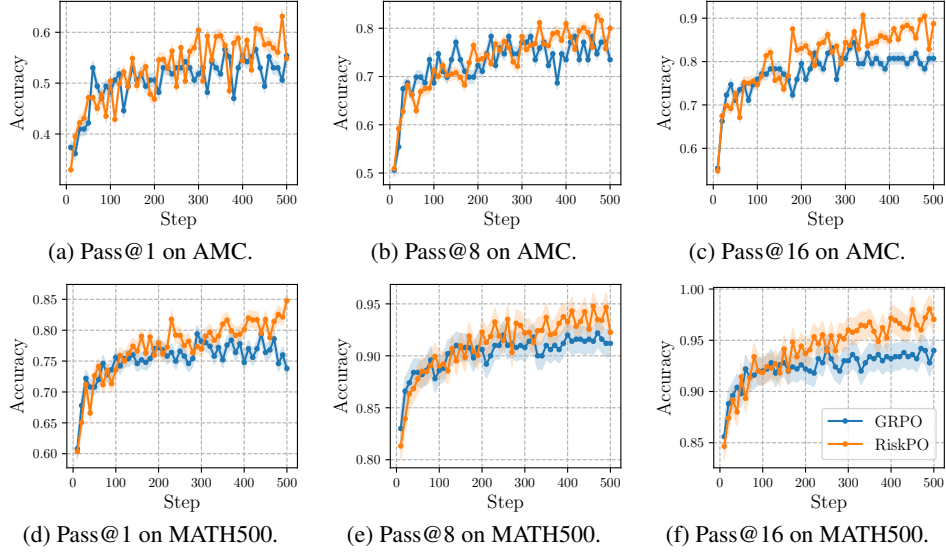 0.6
0.5
0.4
Accuracy
0 100 200 300 400 500
Step
(a) Pass@1 on AMC.
0.8
0.7
0.6
0.5
Accuracy
0 100 200 300 400 500
Step
(b) Pass@8 on AMC.
0.9
0.8
0.7
0.6
Accuracy
0 100 200 300 400 500
Step
(c) Pass@16 on AMC.
0.85
0.80
0.75
0.70
0.65
0.60
Accuracy
0 100 200 300 400 500
Step
(d) Pass@1 on MATH500.
0.95
0.90
0.85
0.80
Accuracy
0 100 200 300 400 500
Step
(e) Pass@8 on MATH500.
1.00
0.95
0.90
0.85
Accuracy
GRPO
RiskPO
0 100 200 300 400 500
Step
(f) Pass@16 on MATH500.